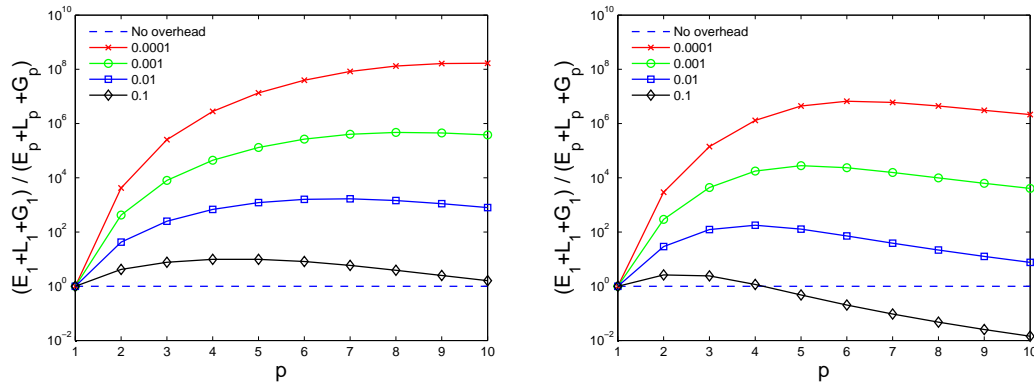 (E_1+L_1+G_1) / (E_p+L_p+G_p)
10^10
10^8
10^6
10^4
10^2
10^0
10^−2
No overhead
0.0001
0.001
0.01
0.1
1 2 3 4 5 6 7 8 9 10
p
(E_1+L_1+G_1) / (E_p+L_p+G_p)
10^10
10^8
10^6
10^4
10^2
10^0
10^−2
No overhead
0.0001
0.001
0.01
0.1
1 2 3 4 5 6 7 8 9 10
p